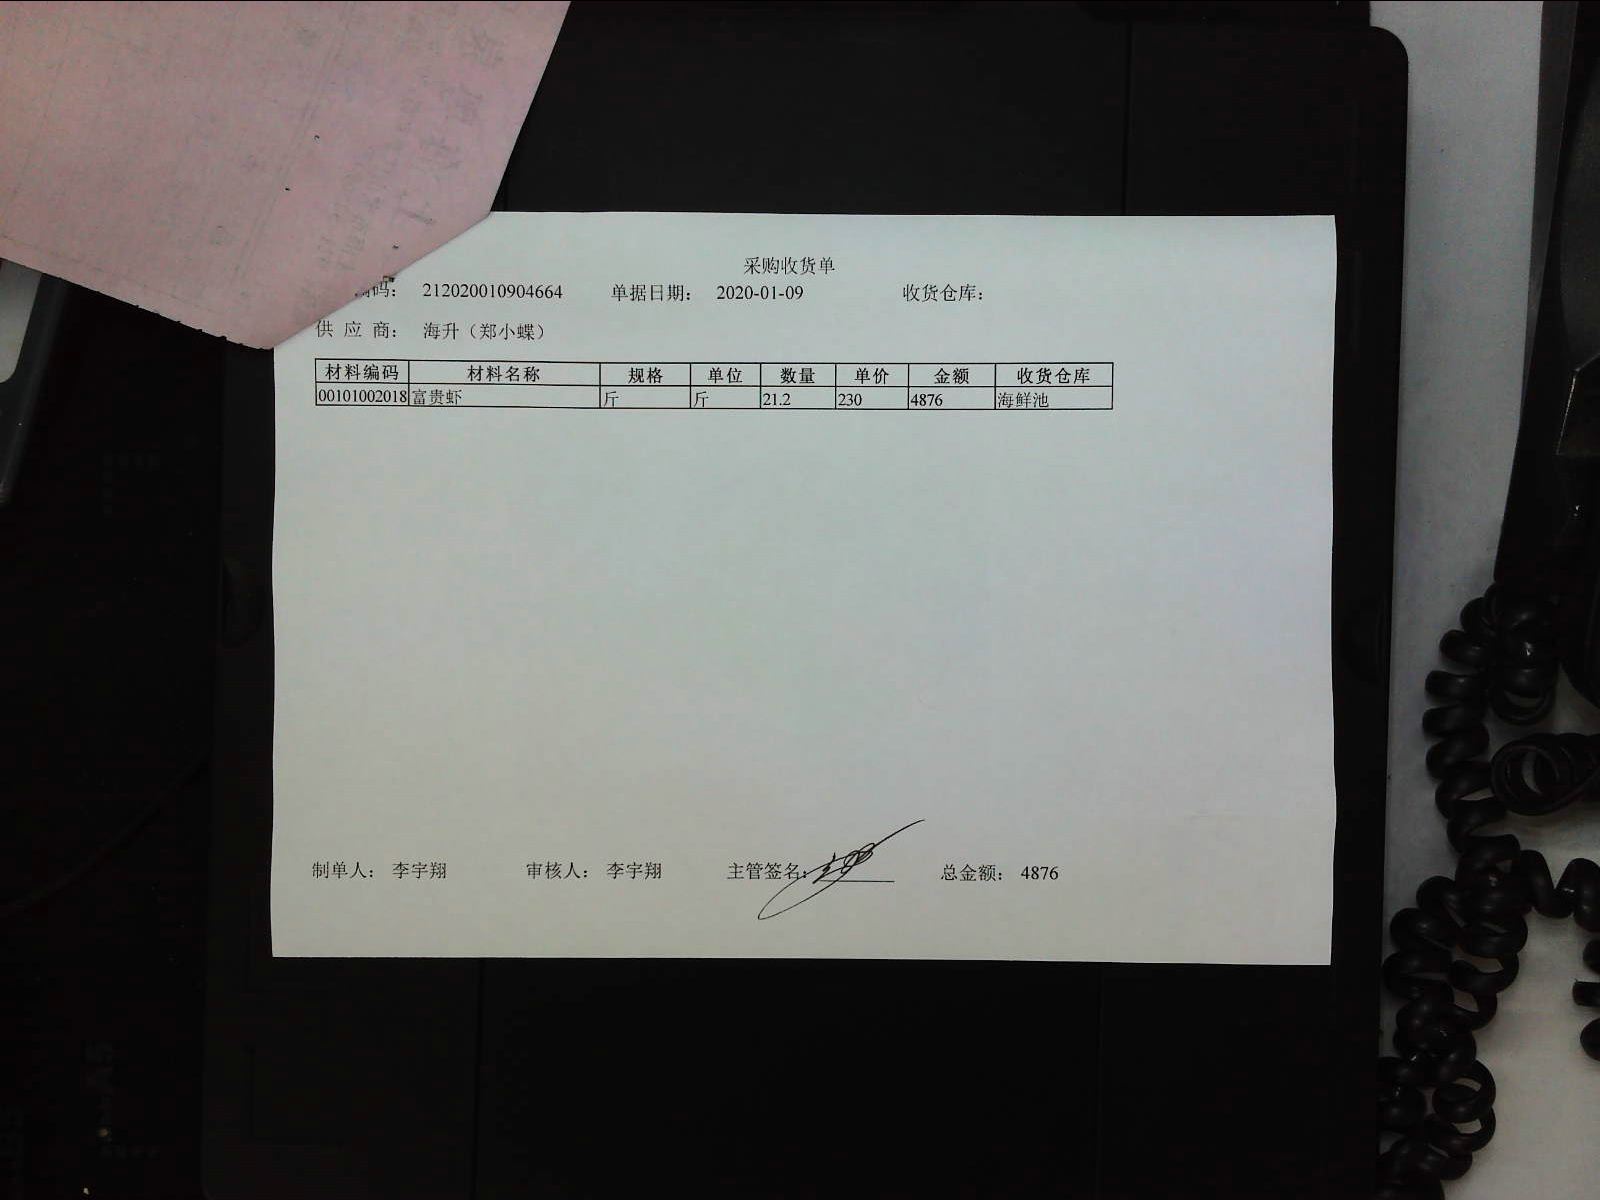 采购收货单
编码： 212020010904664 单据日期： 2020-01-09 收货仓库：
供 应 商： 海升（郑小蝶）
材料编码 材料名称 规格 单位 数量 单价 金额 收货仓库
00101002018 富贵虾 斤 斤 21.2 230 4876 海鲜池
制单人： 李宇翔 审核人： 李宇翔 主管签名： 总金额： 4876